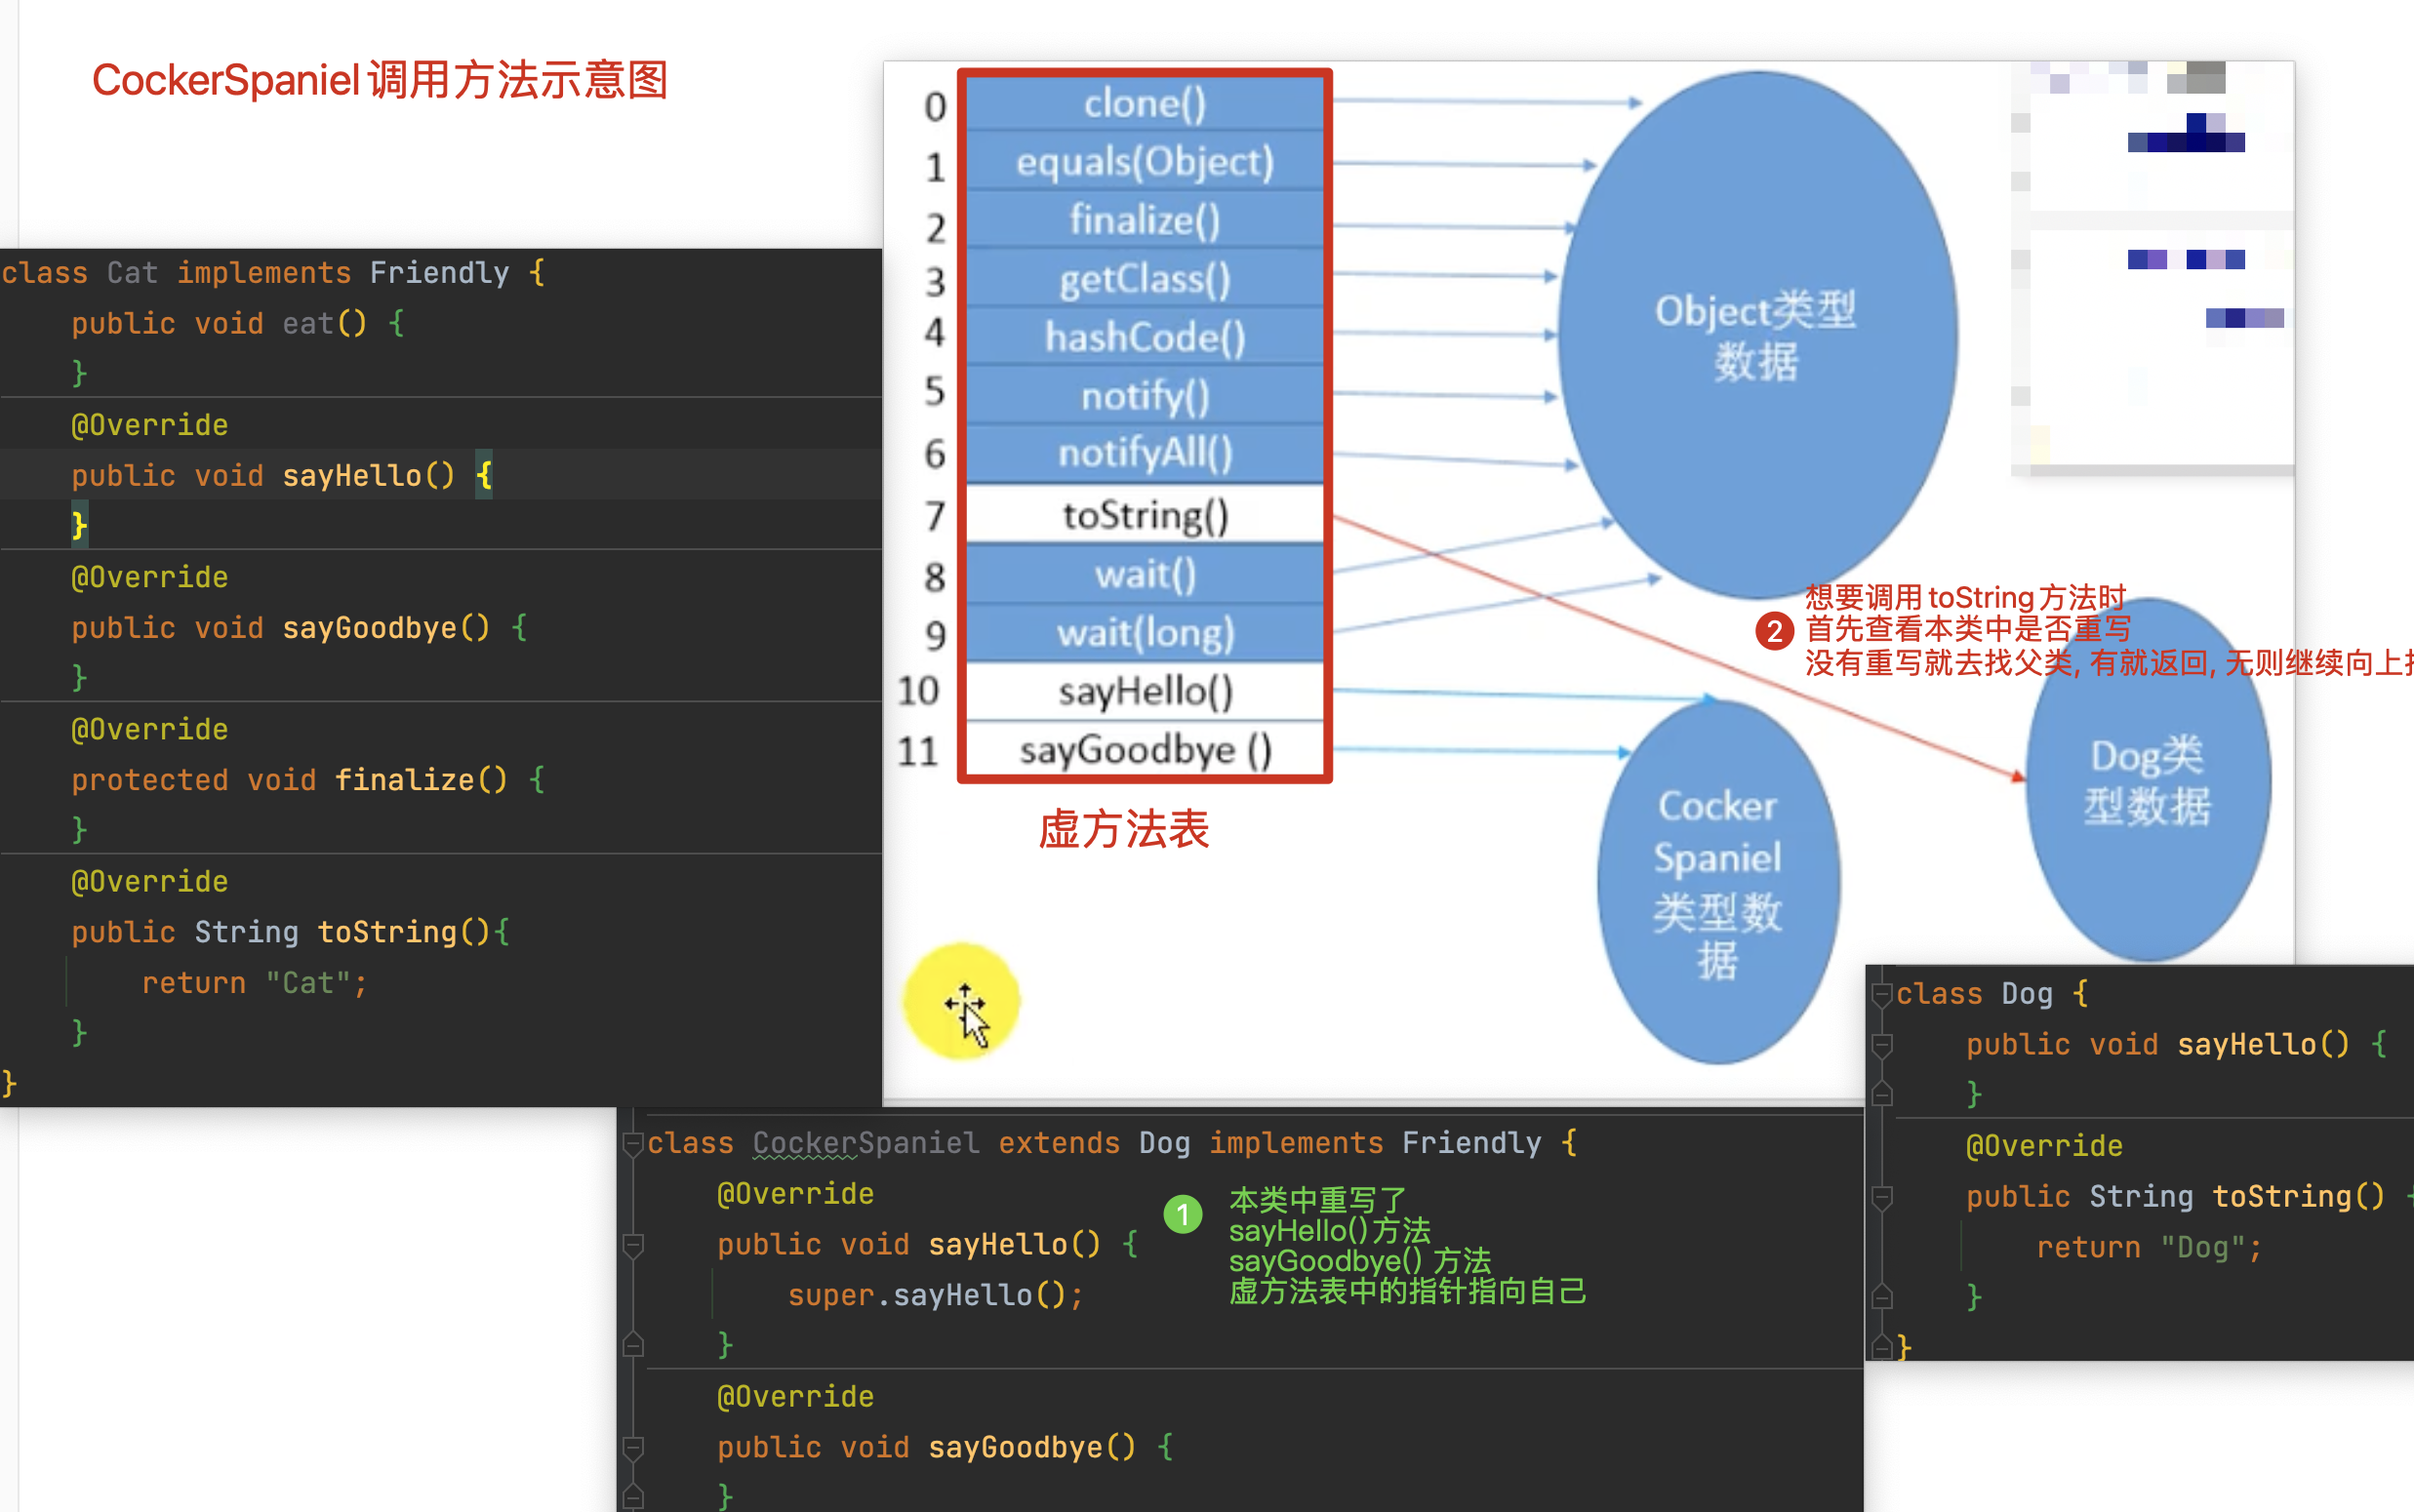 CockerSpaniel调用方法示意图
class Cat implements Friendly {
public void eat() {
}
@Override
public void sayHello() {
}
@Override
public void sayGoodbye() {
}
@Override
protected void finalize() {
}
@Override
public String toString(){
return "Cat";
}
}
0 clone()
1 equals(Object)
2 finalize()
3 getClass()
4 hashCode()
5 notify()
6 notifyAll()
7 toString()
8 wait()
9 wait(long)
10 sayHello()
11 sayGoodbye ()
虚方法表
Object类型
数据
2 想要调用toString方法时
首先查看本类中是否重写
没有重写就去找父类, 有就返回, 无则继续向上
Cocker
Spaniel
类型数
据
Dog类
型数据
class CockerSpaniel extends Dog implements Friendly {
@Override
public void sayHello() {
super.sayHello();
}
@Override
public void sayGoodbye() {
}
1 本类中重写了
sayHello()方法
sayGoodbye() 方法
虚方法表中的指针指向自己
class Dog {
public void sayHello() {
}
@Override
public String toString() {
return "Dog";
}
}